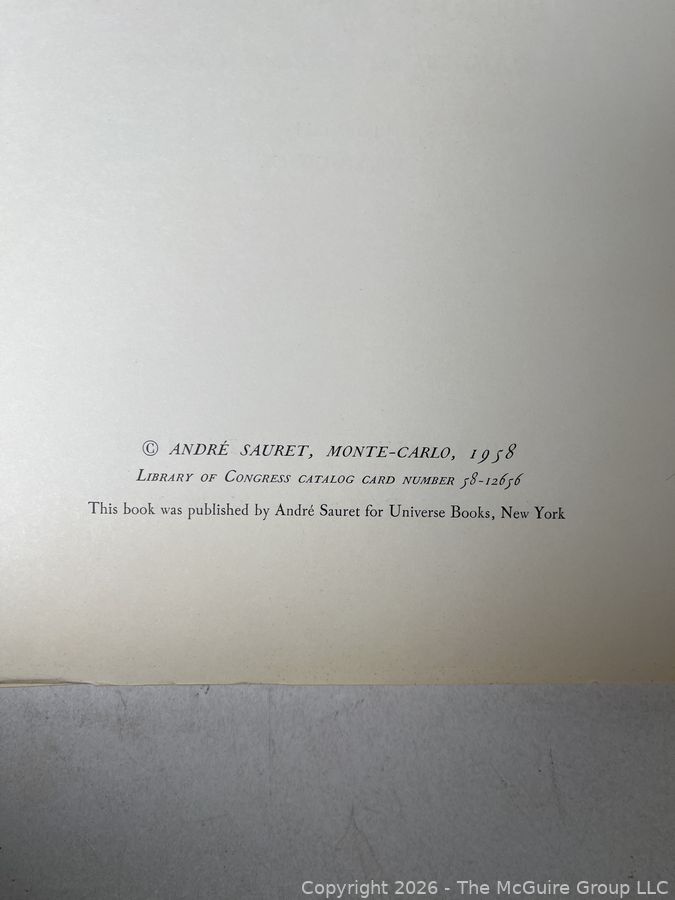 © ANDRÉ SAURET, MONTE-CARLO, 1958
LIBRARY OF CONGRESS CATALOG CARD NUMBER 58-12656
This book was published by André Sauret for Universe Books, New York
Copyright 2026 - The McGuire Group LLC